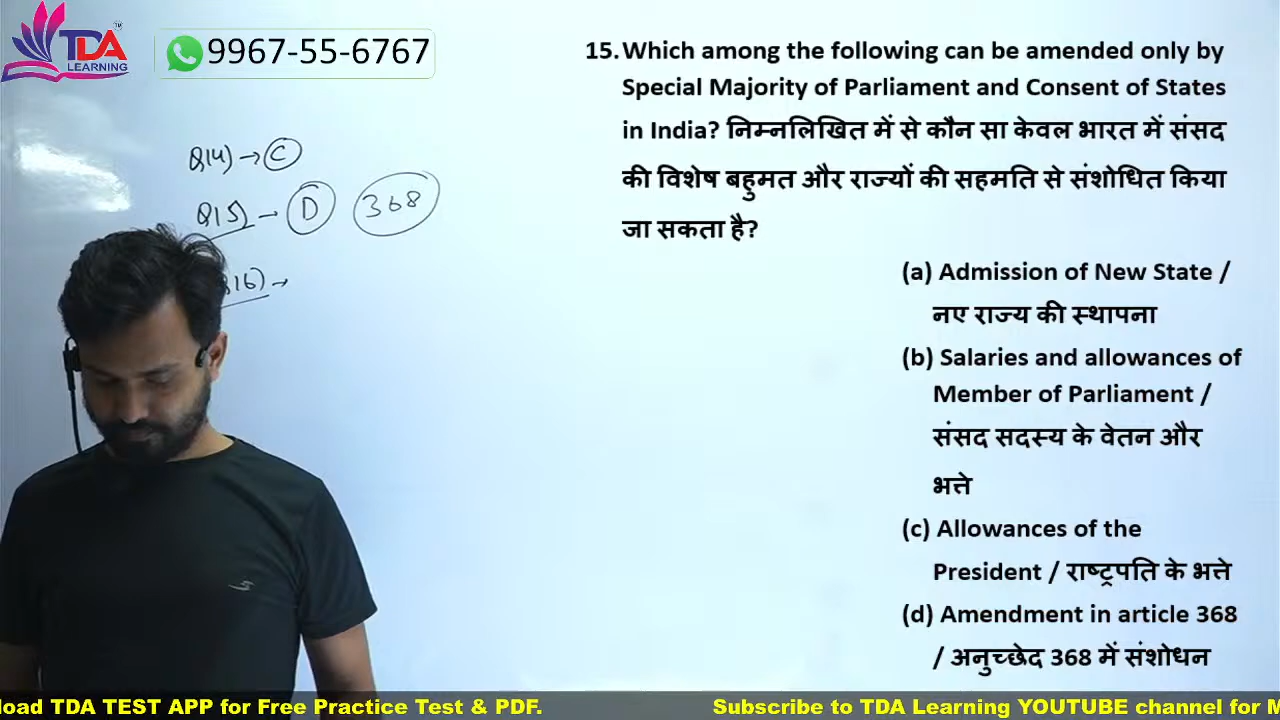 TDA
LEARNING
9967-55-6767
Q14) → C
Q15) → D 368
16) →
15. Which among the following can be amended only by
Special Majority of Parliament and Consent of States
in India? निम्नलिखित में से कौन सा केवल भारत में संसद
की विशेष बहुमत और राज्यों की सहमति से संशोधित किया
जा सकता है?
(a) Admission of New State /
नए राज्य की स्थापना
(b) Salaries and allowances of
Member of Parliament /
संसद सदस्य के वेतन और
भत्ते
(c) Allowances of the
President / राष्ट्रपति के भत्ते
(d) Amendment in article 368
/ अनुच्छेद 368 में संशोधन
load TDA TEST APP for Free Practice Test & PDF. Subscribe to TDA Learning YOUTUBE channel for M